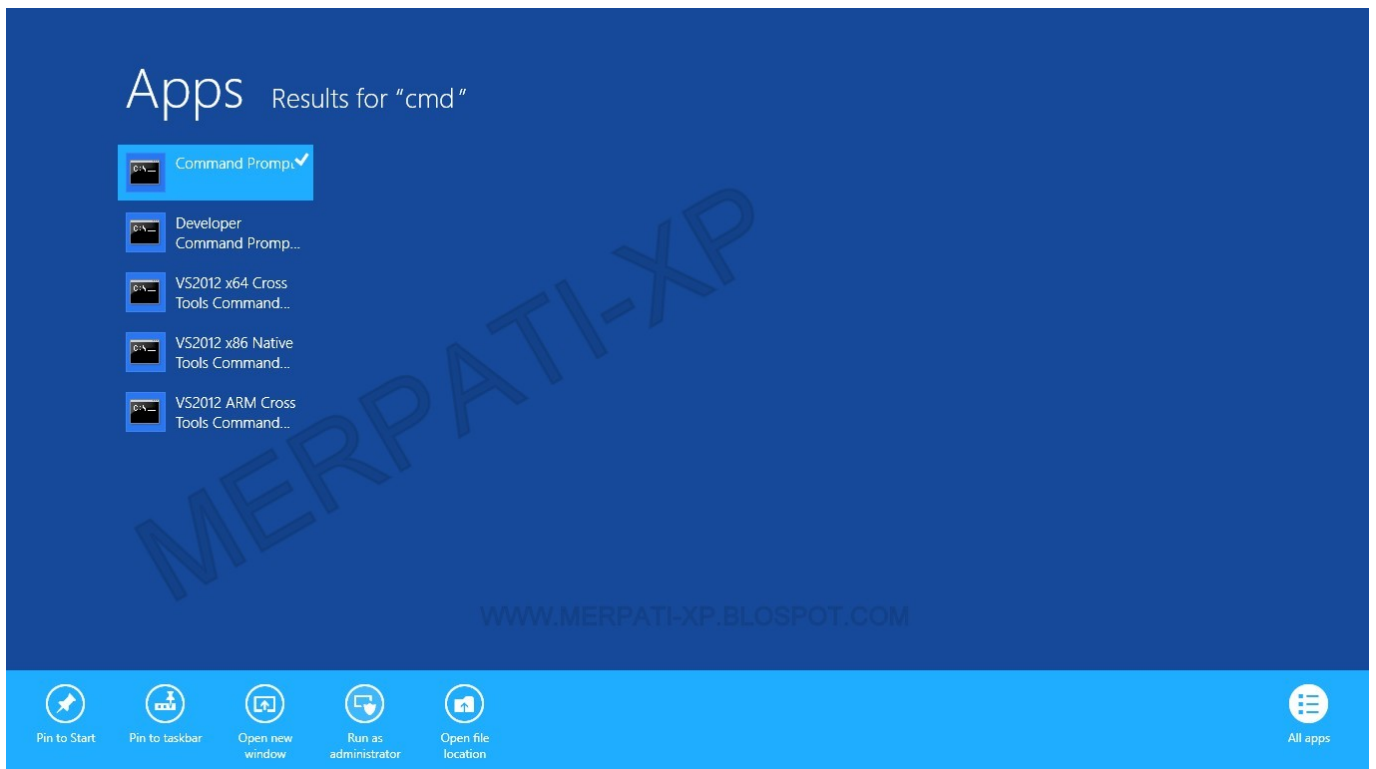 Apps Results for “cmd”
Command Promp
Developer
Command Promp...
VS2012 x64 Cross
Tools Command...
VS2012 x86 Native
Tools Command...
VS2012 ARM Cross
Tools Command...
MERPATI-XP
WWW.MERPATI-XP.BLOSPOT.COM
Pin to Start
Pin to taskbar
Open new
window
Run as
administrator
Open file
location
All apps